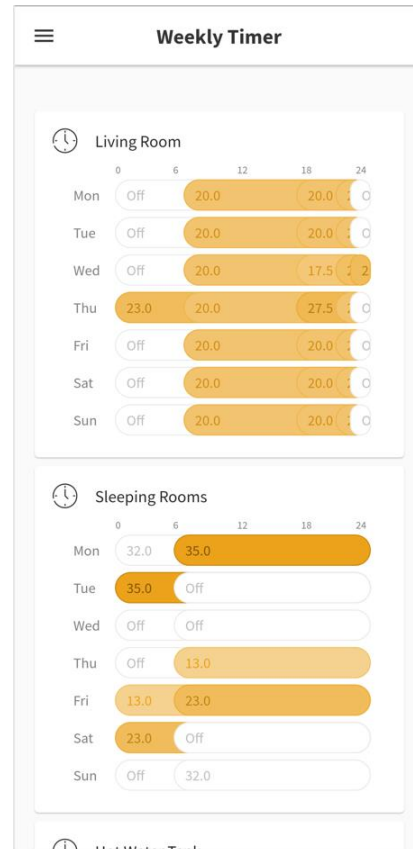 Weekly Timer
Living Room
0 6 12 18 24
Mon Off 20.0 20.0
Tue Off 20.0 20.0
Wed Off 20.0 17.5 2 2
Thu 23.0 20.0 27.5
Fri Off 20.0 20.0
Sat Off 20.0 20.0
Sun Off 20.0 20.0
Sleeping Rooms
0 6 12 18 24
Mon 32.0 35.0
Tue 35.0 Off
Wed Off Off
Thu Off 13.0
Fri 13.0 23.0
Sat 23.0 Off
Sun Off 32.0